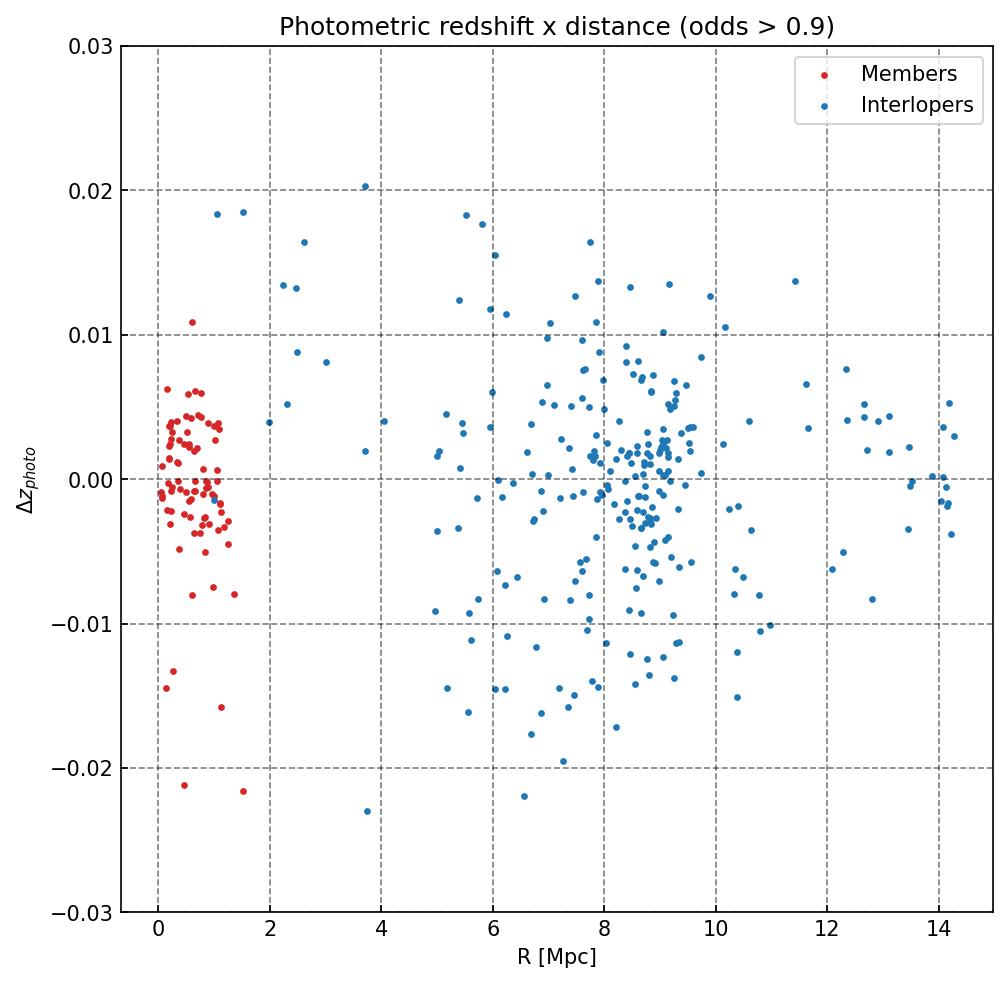 Photometric redshift x distance (odds > 0.9)
Members
Interlopers
0.03
0.02
0.01
0.00
−0.01
−0.02
−0.03
Δz_photo
0 2 4 6 8 10 12 14
R [Mpc]